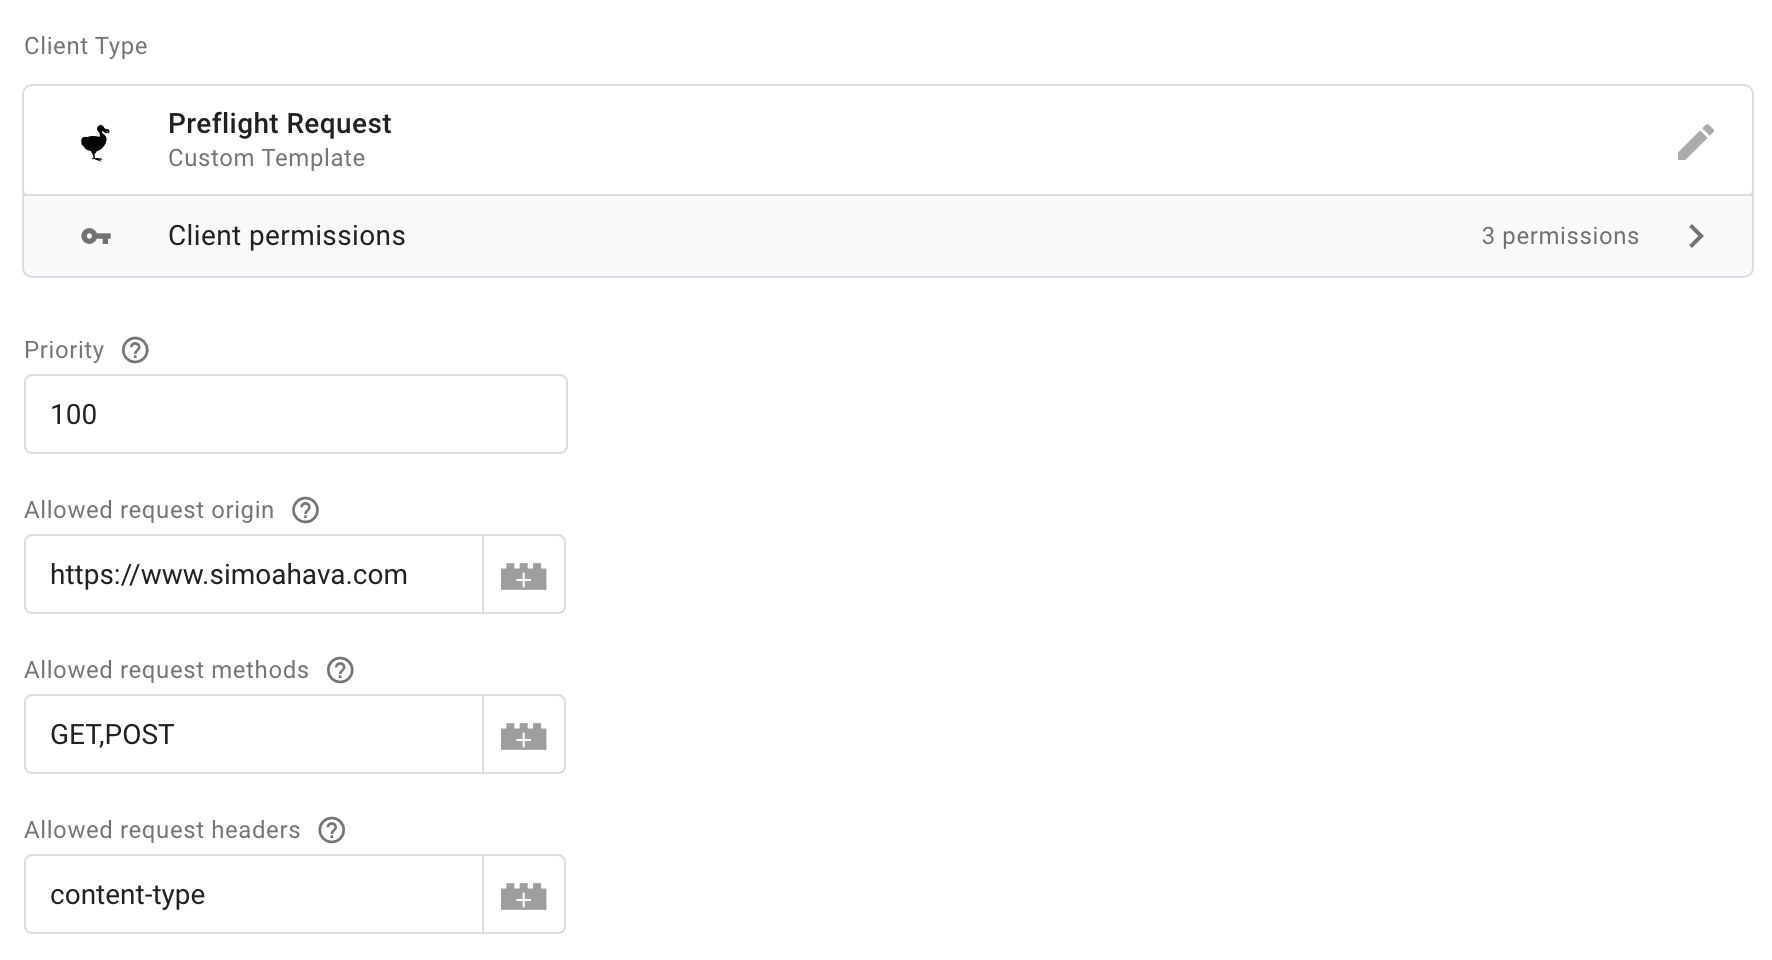 Client Type
Preflight Request
Custom Template
Client permissions
3 permissions
Priority
100
Allowed request origin
https://www.simoahava.com
Allowed request methods
GET,POST
Allowed request headers
content-type